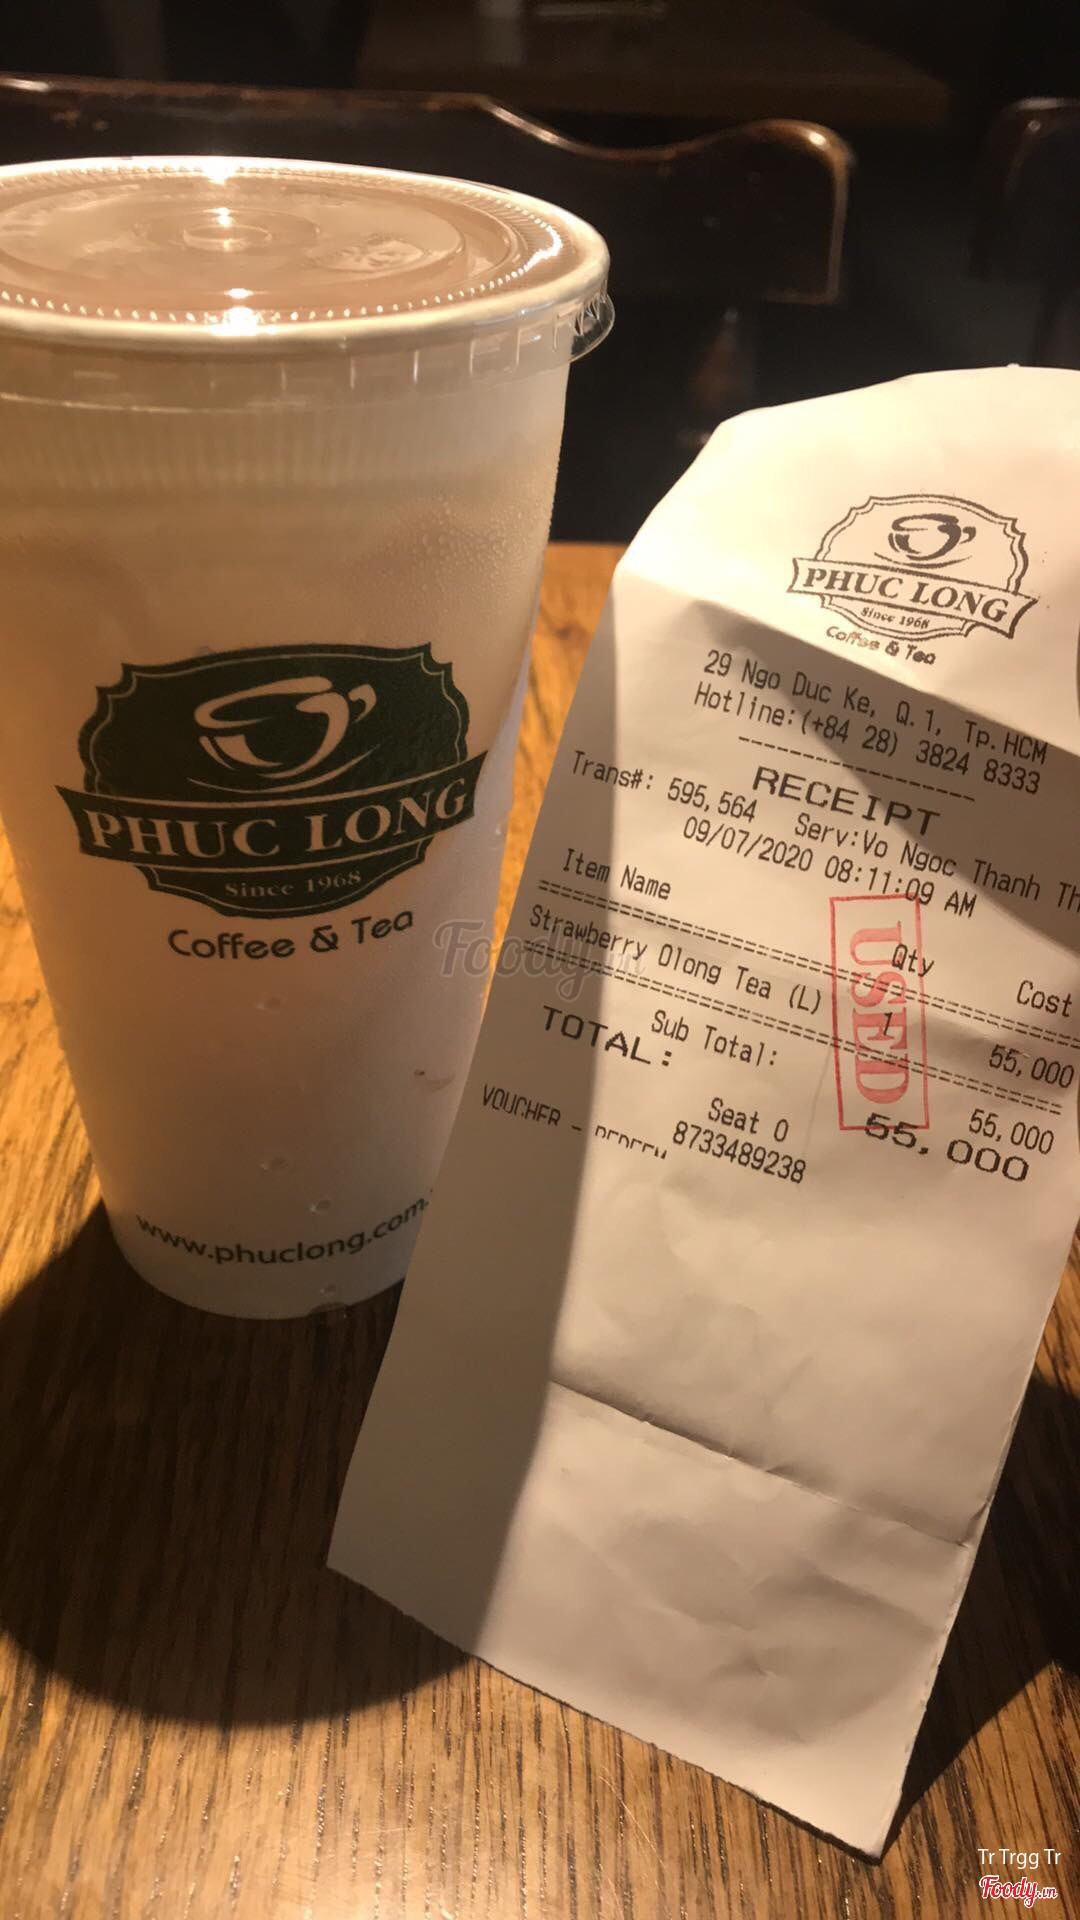 PHUC LONG
Since 1968
Coffee & Tea
www.phuclong.com.
PHUC LONG
Since 1968
Coffee & Tea
29 Ngo Duc Ke, Q.1, Tp.HCM
Hotline:(+84 28) 3824 8333
RECEIPT
Trans#: 595,564 Serv:Vo Ngoc Thanh Th
09/07/2020 08:11:09 AM
Item Name Qty Cost
Strawberry Olong Tea (L) 1 55,000
Sub Total: 55,000
TOTAL: 55,000
Seat 0
VOUCHER - 8733489238
USED
Foody.vn
Tr Trgg Tr
Foody.vn